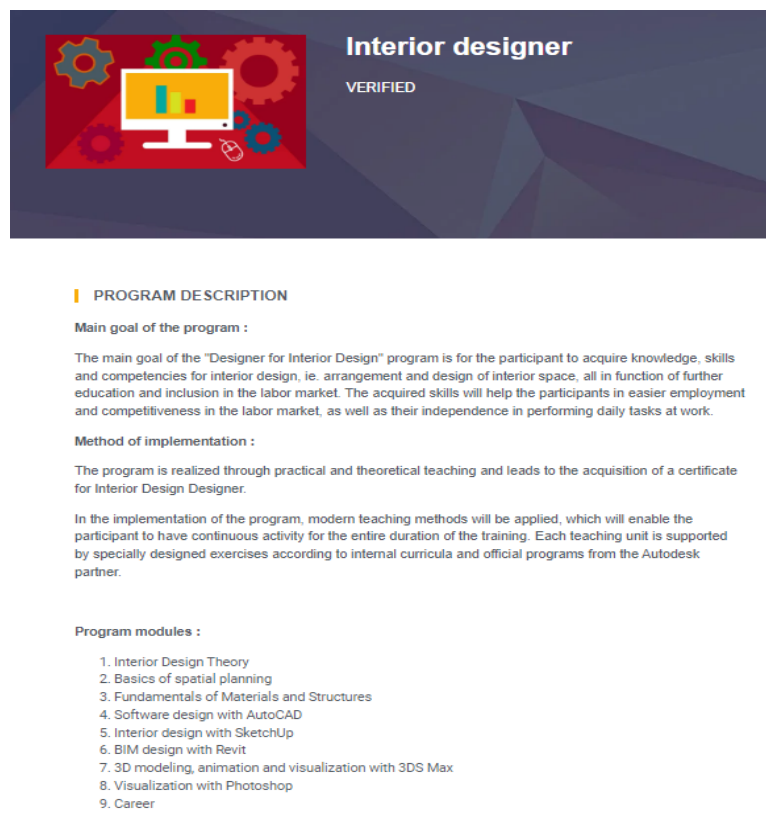 Interior designer
VERIFIED
PROGRAM DESCRIPTION
Main goal of the program :
The main goal of the "Designer for Interior Design" program is for the participant to acquire knowledge, skills
and competencies for interior design, ie. arrangement and design of interior space, all in function of further
education and inclusion in the labor market. The acquired skills will help the participants in easier employment
and competitiveness in the labor market, as well as their independence in performing daily tasks at work.
Method of implementation :
The program is realized through practical and theoretical teaching and leads to the acquisition of a certificate
for Interior Design Designer.
In the implementation of the program, modern teaching methods will be applied, which will enable the
participant to have continuous activity for the entire duration of the training. Each teaching unit is supported
by specially designed exercises according to internal curricula and official programs from the Autodesk
partner.
Program modules :
1. Interior Design Theory
2. Basics of spatial planning
3. Fundamentals of Materials and Structures
4. Software design with AutoCAD
5. Interior design with SketchUp
6. BIM design with Revit
7. 3D modeling, animation and visualization with 3DS Max
8. Visualization with Photoshop
9. Career